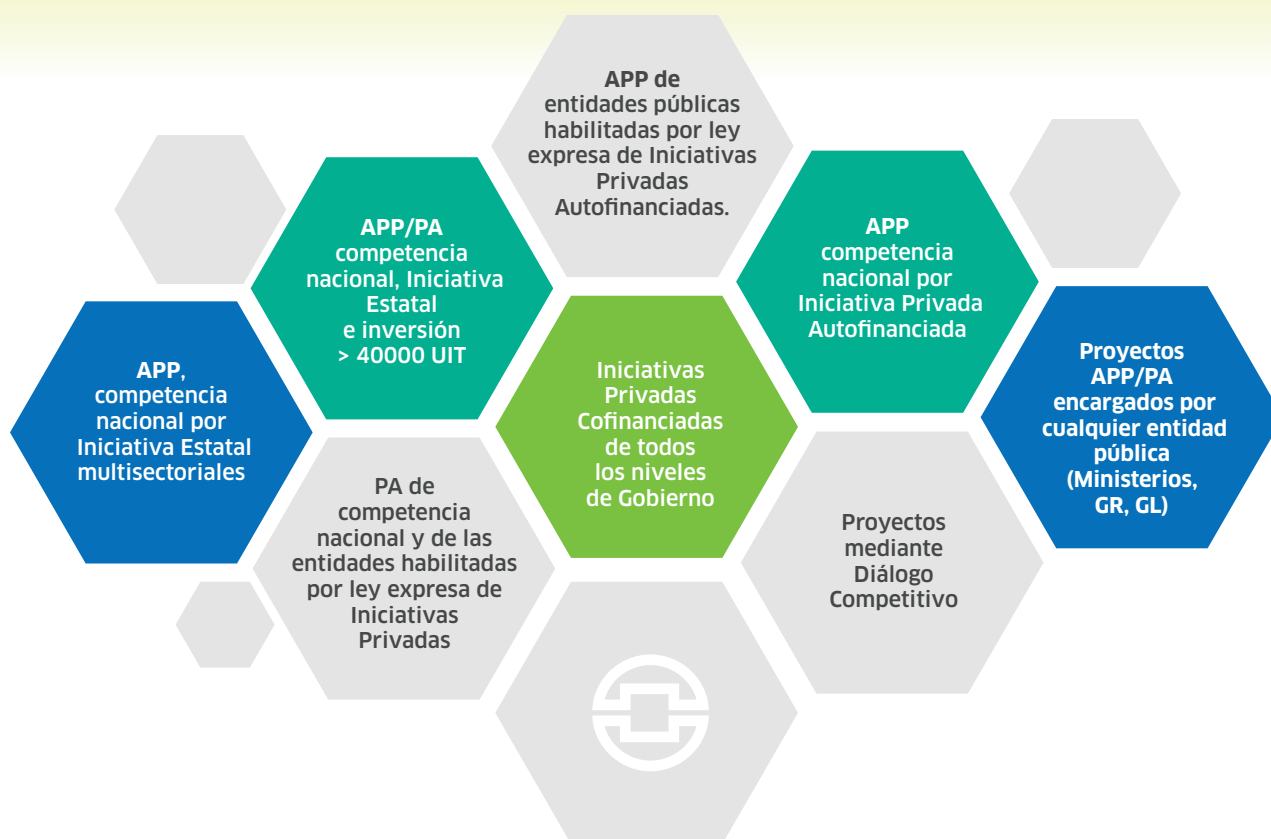 APP de
entidades públicas
habilitadas por ley
expresa de Iniciativas
Privadas
Autofinanciadas.
APP/PA
competencia
nacional, Iniciativa
Estatal
e inversión
> 40000 UIT
APP
competencia
nacional por
Iniciativa Privada
Autofinanciada
APP,
competencia
nacional por
Iniciativa Estatal
multisectoriales
Iniciativas
Privadas
Cofinanciadas
de todos
los niveles
de Gobierno
Proyectos
APP/PA
encargados por
cualquier entidad
pública
(Ministerios,
GR, GL)
PA de
competencia
nacional y de las
entidades habilitadas
por ley expresa de
Iniciativas
Privadas
Proyectos
mediante
Diálogo
Competitivo